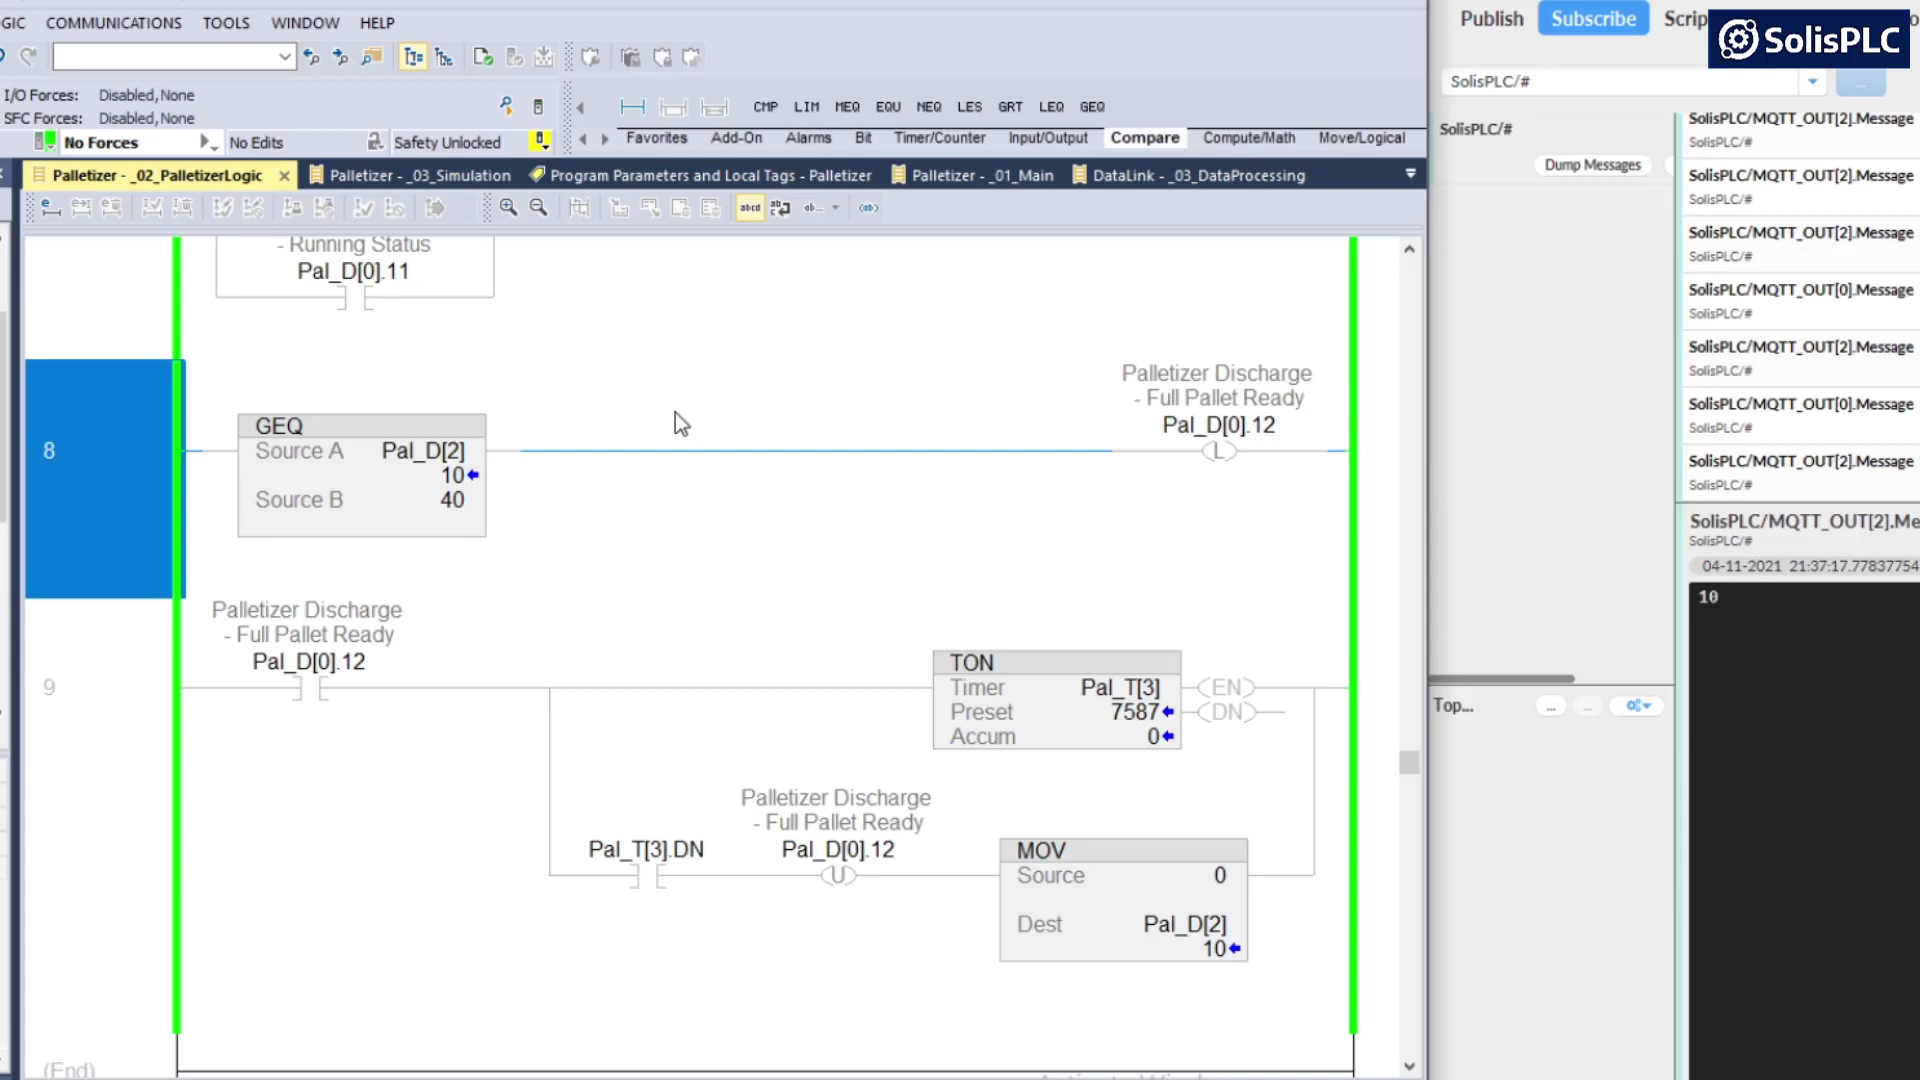 GIC COMMUNICATIONS TOOLS WINDOW HELP
I/O Forces: Disabled,None
SFC Forces: Disabled,None
No Forces No Edits Safety Unlocked
CMP LIM MEQ EQU NEQ LES GRT LEQ GEQ
Favorites Add-On Alarms Bit Timer/Counter Input/Output Compare Compute/Math Move/Logical
Palletizer - _02_PalletizerLogic Palletizer - _03_Simulation Program Parameters and Local Tags - Palletizer Palletizer - _01_Main DataLink - _03_DataProcessing
abcd
- Running Status
Pal_D[0].11
8
GEQ
Source A Pal_D[2]
10
Source B 40
Palletizer Discharge
- Full Pallet Ready
Pal_D[0].12
L
9
Palletizer Discharge
- Full Pallet Ready
Pal_D[0].12
TON
Timer Pal_T[3] EN
Preset 7587 DN
Accum 0
Pal_T[3].DN
Palletizer Discharge
- Full Pallet Ready
Pal_D[0].12
U
MOV
Source 0
Dest Pal_D[2]
10
(End)
Publish Subscribe Scrip
SolisPLC
SolisPLC/#
...
SolisPLC/#
Dump Messages
SolisPLC/MQTT_OUT[2].Message
SolisPLC/#
SolisPLC/MQTT_OUT[2].Message
SolisPLC/#
SolisPLC/MQTT_OUT[2].Message
SolisPLC/#
SolisPLC/MQTT_OUT[0].Message
SolisPLC/#
SolisPLC/MQTT_OUT[2].Message
SolisPLC/#
SolisPLC/MQTT_OUT[0].Message
SolisPLC/#
SolisPLC/MQTT_OUT[2].Message
SolisPLC/#
SolisPLC/MQTT_OUT[2].Me
SolisPLC/#
04-11-2021 21:37:17.77837754
10
Top... ... ...